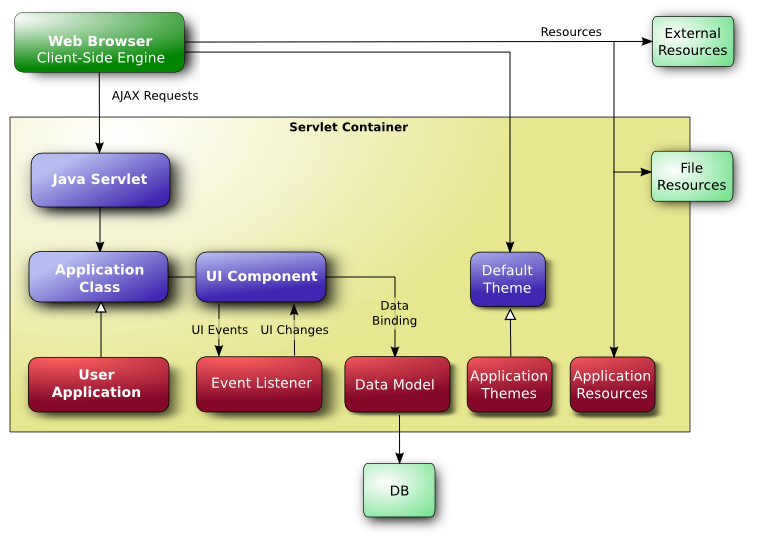 Web Browser
Client-Side Engine
Resources
External
Resources
AJAX Requests
Servlet Container
Java Servlet
File
Resources
Application
Class
UI Component
Default
Theme
Data
Binding
UI Events
UI Changes
User
Application
Event Listener
Data Model
Application
Themes
Application
Resources
DB